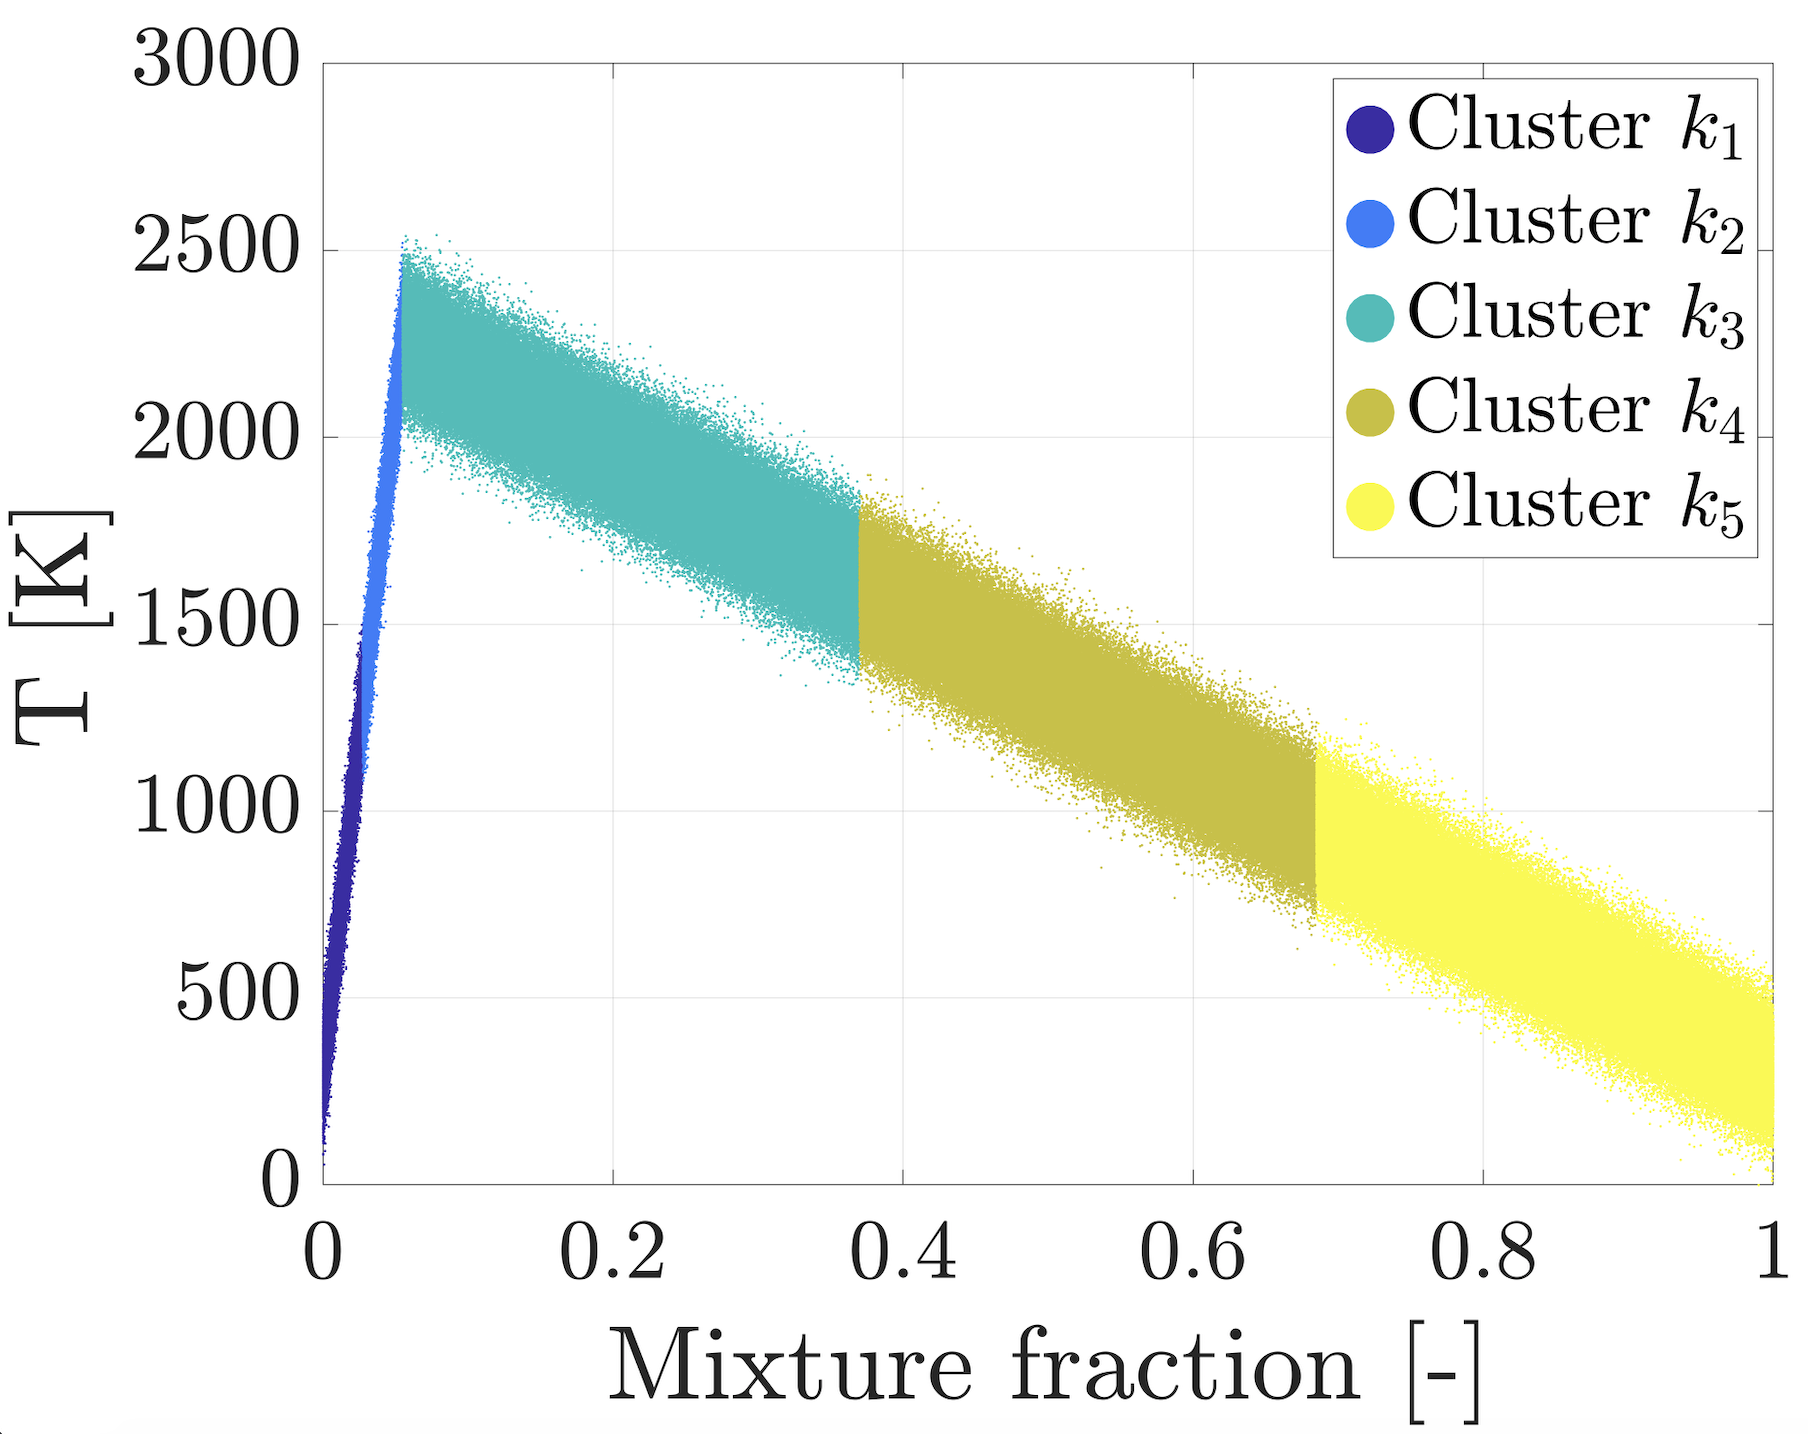 3000
2500
2000
1500
1000
500
0
T [K]
0 0.2 0.4 0.6 0.8 1
Mixture fraction [-]
Cluster k₁
Cluster k₂
Cluster k₃
Cluster k₄
Cluster k₅